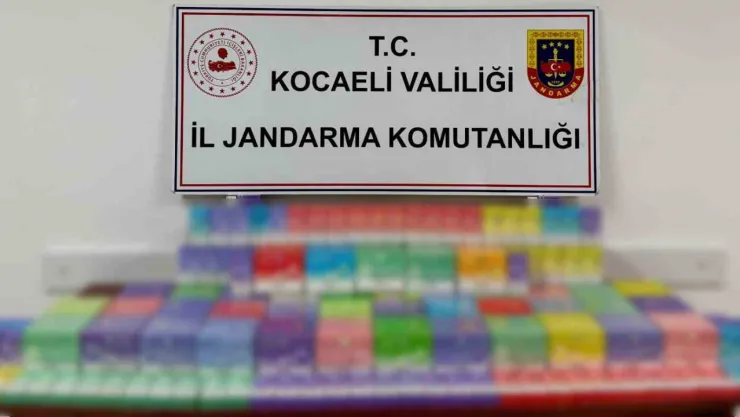 T.C.
KOCAELİ VALİLİĞİ
İL JANDARMA KOMUTANLIĞI
JANDARMA